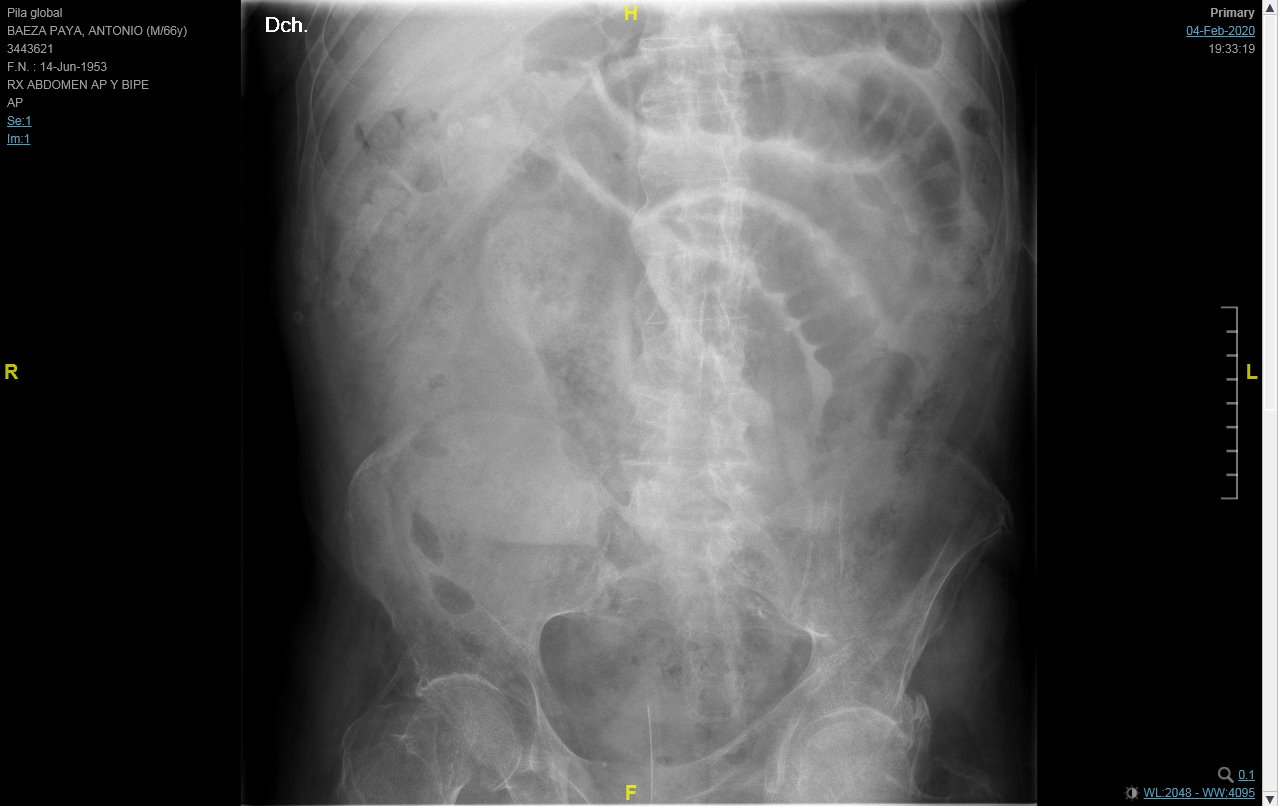 Pila global
BAEZA PAYA, ANTONIO (M/66y)
3443621
F.N. : 14-Jun-1953
RX ABDOMEN AP Y BIPE
AP
Se:1
Im:1
Dch.
H
Primary
04-Feb-2020
19:33:19
R
L
F
0.1
WL:2048 - WW:4095